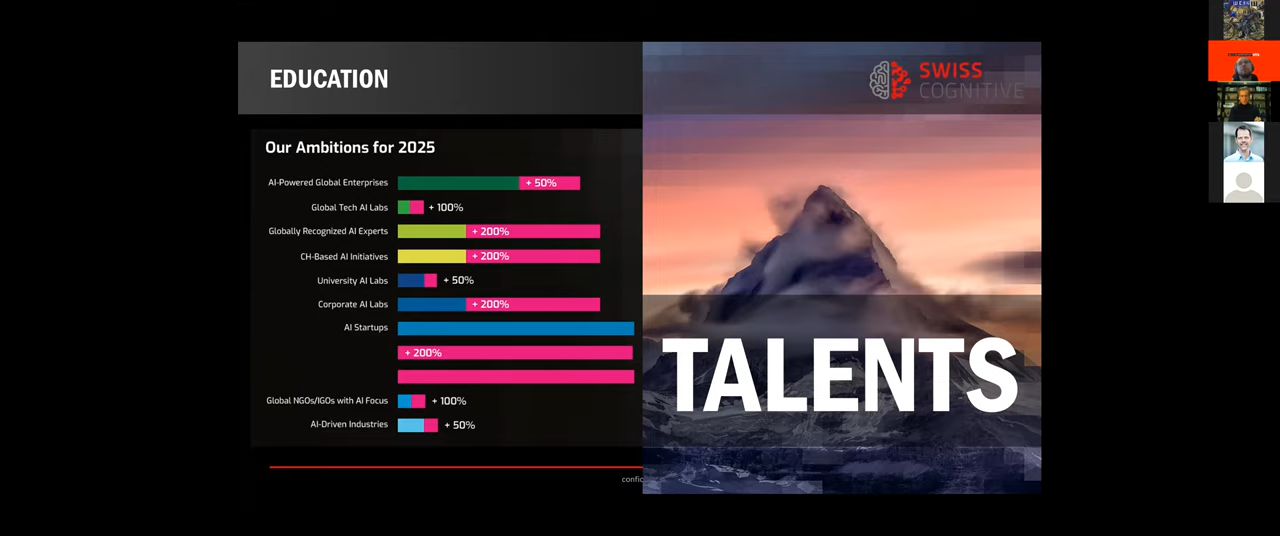 EDUCATION
SWISS
COGNITIVE
Our Ambitions for 2025
AI-Powered Global Enterprises + 50%
Global Tech AI Labs + 100%
Globally Recognized AI Experts + 200%
CH-Based AI Initiatives + 200%
University AI Labs + 50%
Corporate AI Labs + 200%
AI Startups
+ 200%
Global NGOs/IGOs with AI Focus + 100%
AI-Driven Industries + 50%
TALENTS